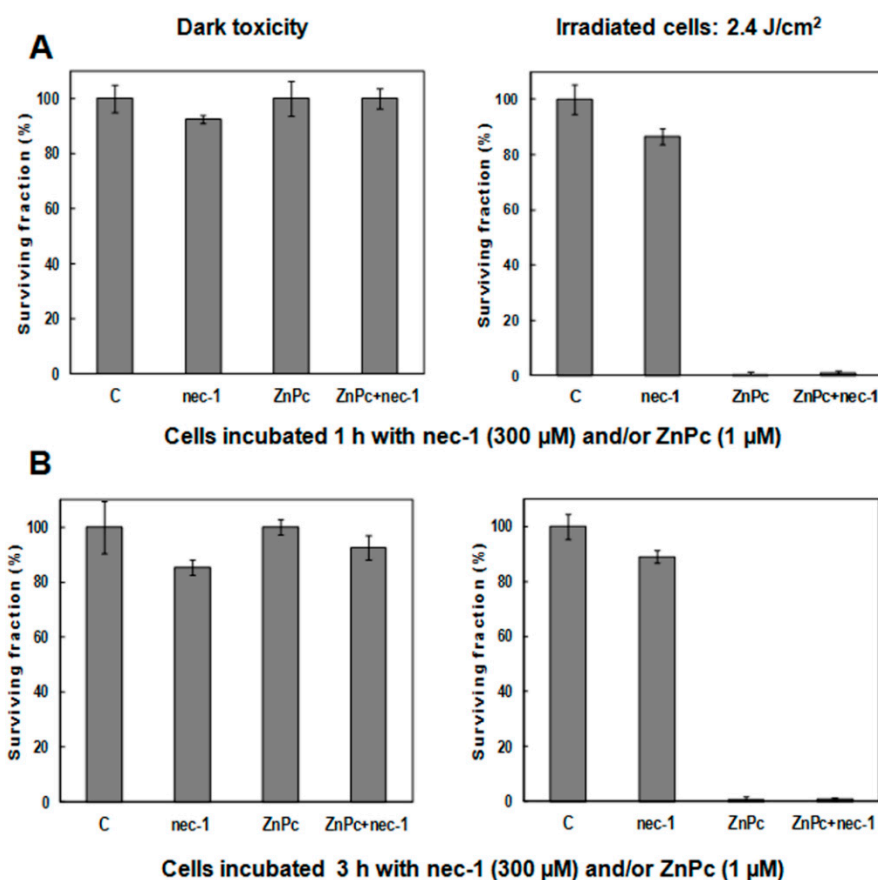 Dark toxicity
Irradiated cells: 2.4 J/cm²
A
Surviving fraction (%)
100
80
60
40
20
0
C nec-1 ZnPc ZnPc+nec-1
Surviving fraction (%)
100
80
60
40
20
0
C nec-1 ZnPc ZnPc+nec-1
Cells incubated 1 h with nec-1 (300 µM) and/or ZnPc (1 µM)
B
Surviving fraction (%)
100
80
60
40
20
0
C nec-1 ZnPc ZnPc+nec-1
Surviving fraction (%)
100
80
60
40
20
0
C nec-1 ZnPc ZnPc+nec-1
Cells incubated 3 h with nec-1 (300 µM) and/or ZnPc (1 µM)